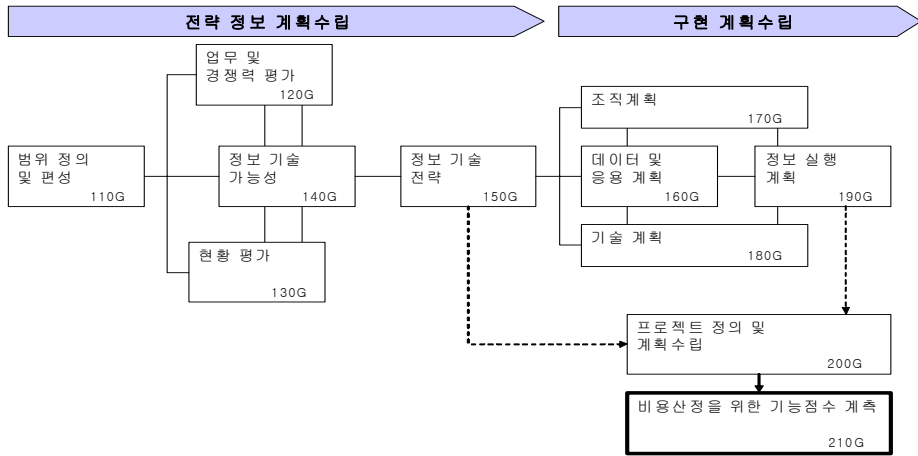 전략 정보 계획수립
구현 계획수립
업무 및
경쟁력 평가
120G
조직계획
170G
범위 정의
및 편성
110G
정보 기술
가능성
140G
정보 기술
전략
150G
데이터 및
응용 계획
160G
정보 실행
계획
190G
현황 평가
130G
기술 계획
180G
프로젝트 정의 및
계획수립
200G
비용산정을 위한 기능점수 계측
210G